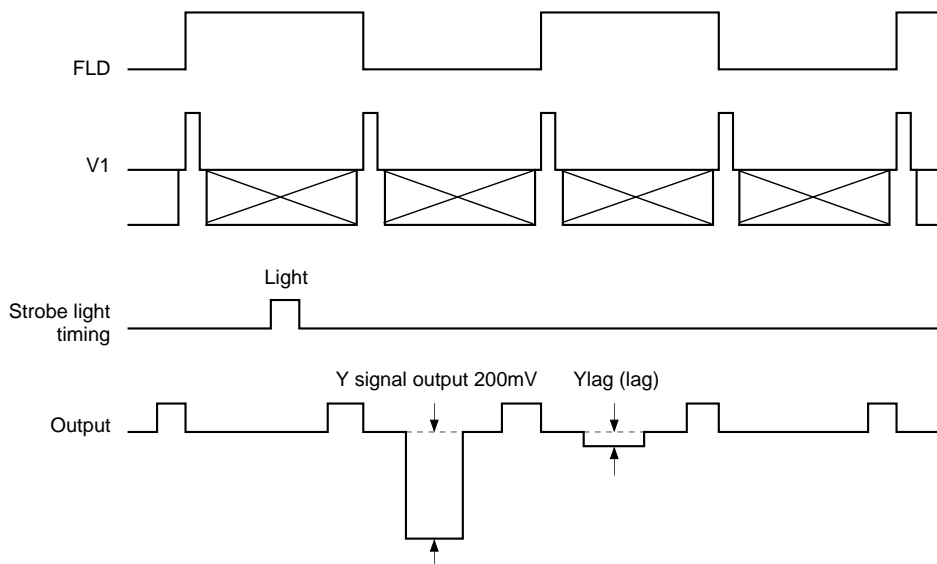 FLD
V1
Light
Strobe light
timing
Y signal output 200mV
Ylag (lag)
Output